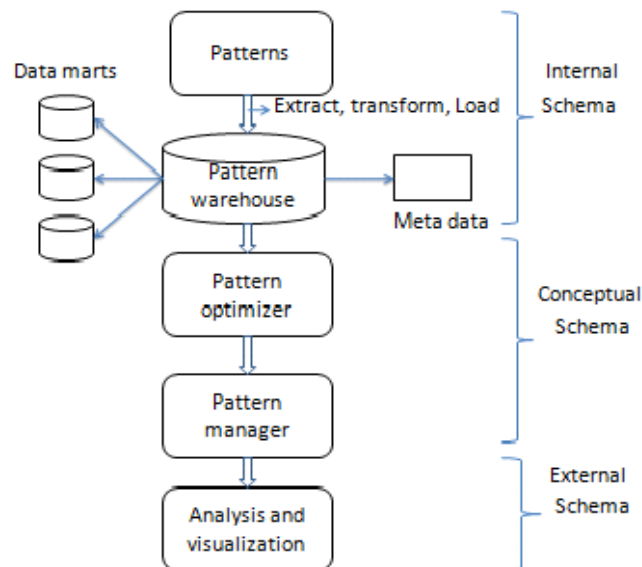 Patterns
Data marts
Internal
Schema
Extract, transform, Load
Pattern
warehouse
Meta data
Pattern
optimizer
Conceptual
Schema
Pattern
manager
External
Schema
Analysis and
visualization